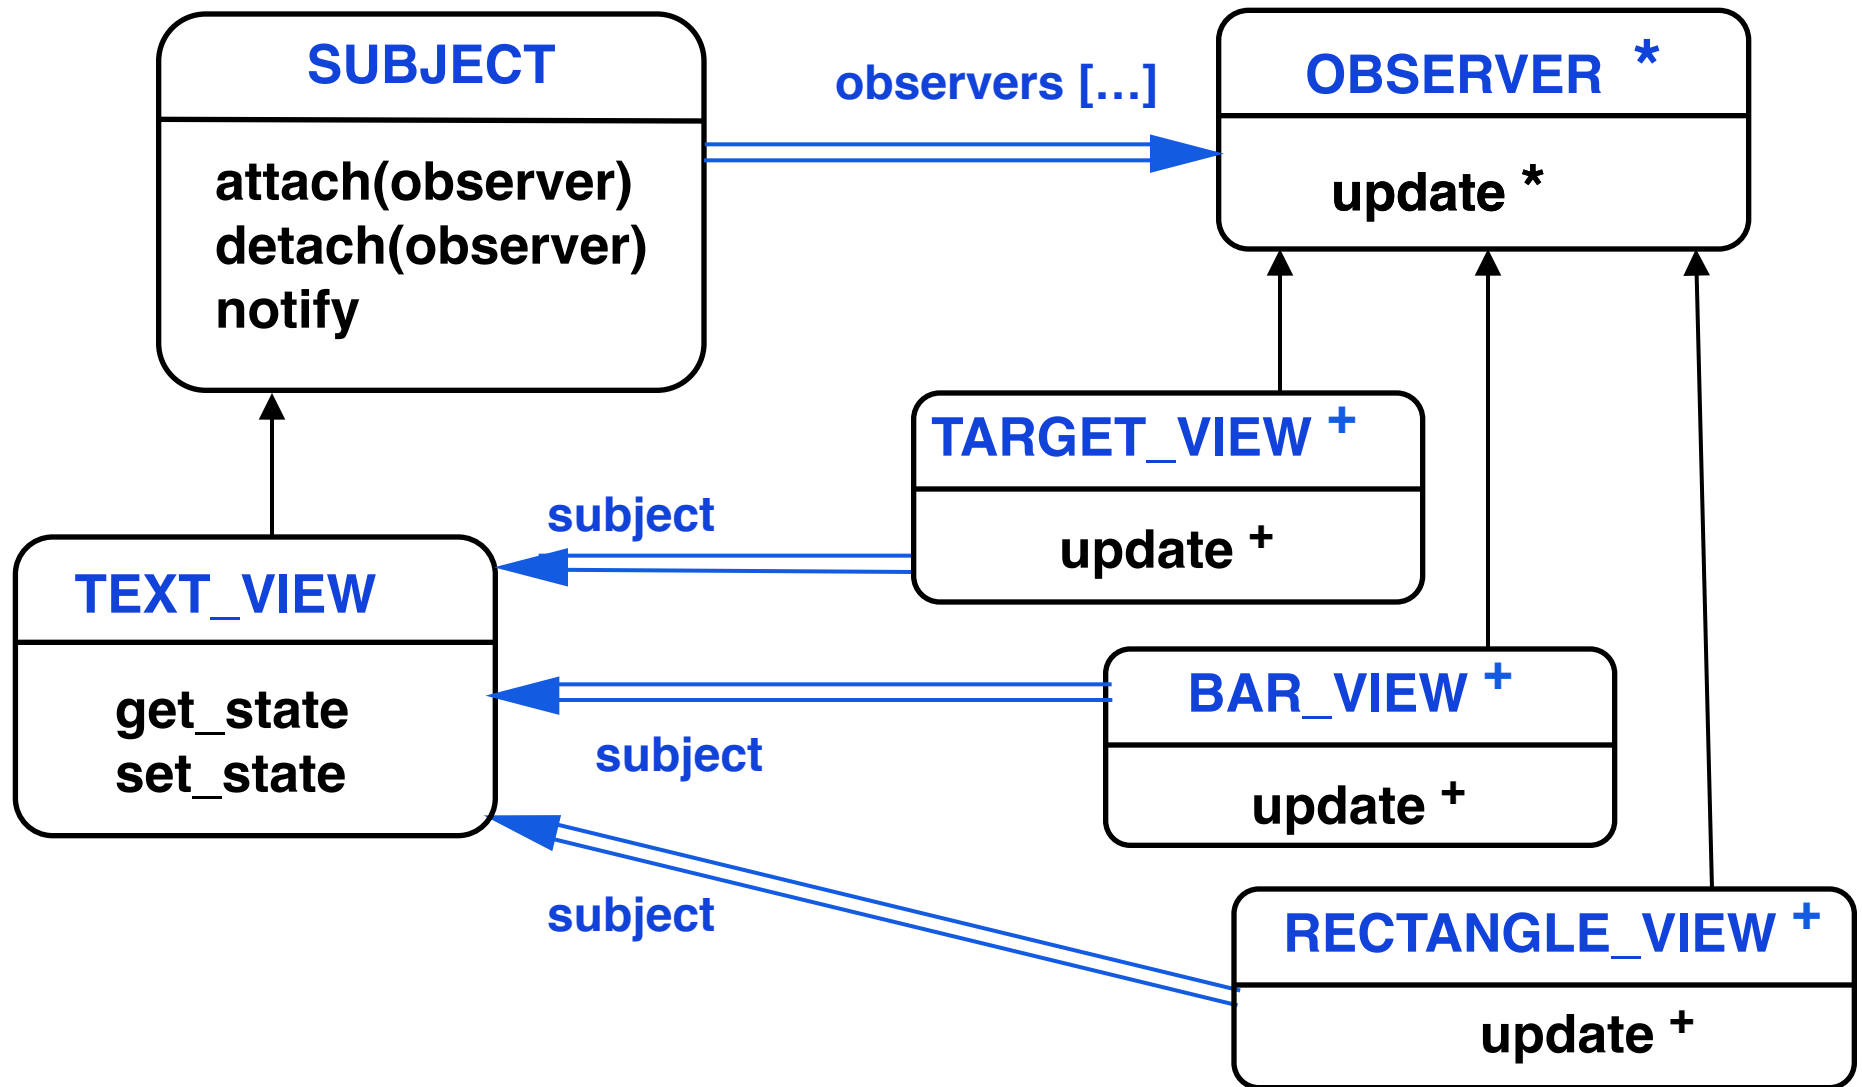 SUBJECT
attach(observer)
detach(observer)
notify
observers […]
OBSERVER *
update *
TARGET_VIEW +
update +
subject
TEXT_VIEW
get_state
set_state
BAR_VIEW +
update +
subject
RECTANGLE_VIEW +
update +
subject